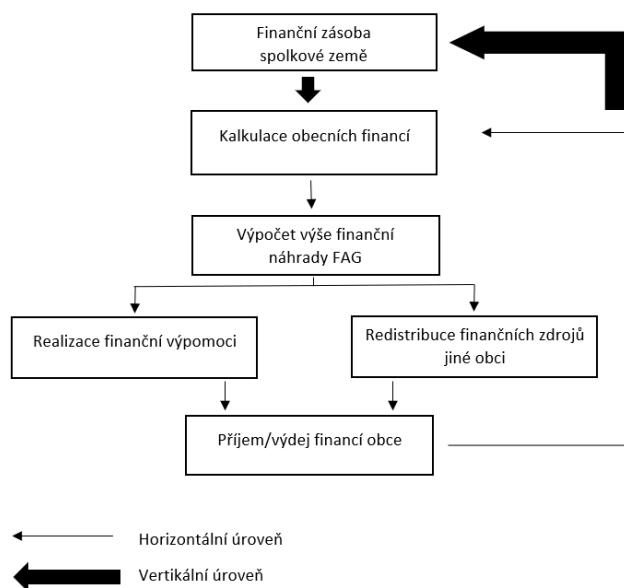 Finanční zásoba
spolkové země
Kalkulace obecních financí
Výpočet výše finanční
náhrady FAG
Realizace finanční výpomoci
Redistribuce finančních zdrojů
jiné obci
Příjem/výdej financí obce
Horizontální úroveň
Vertikální úroveň